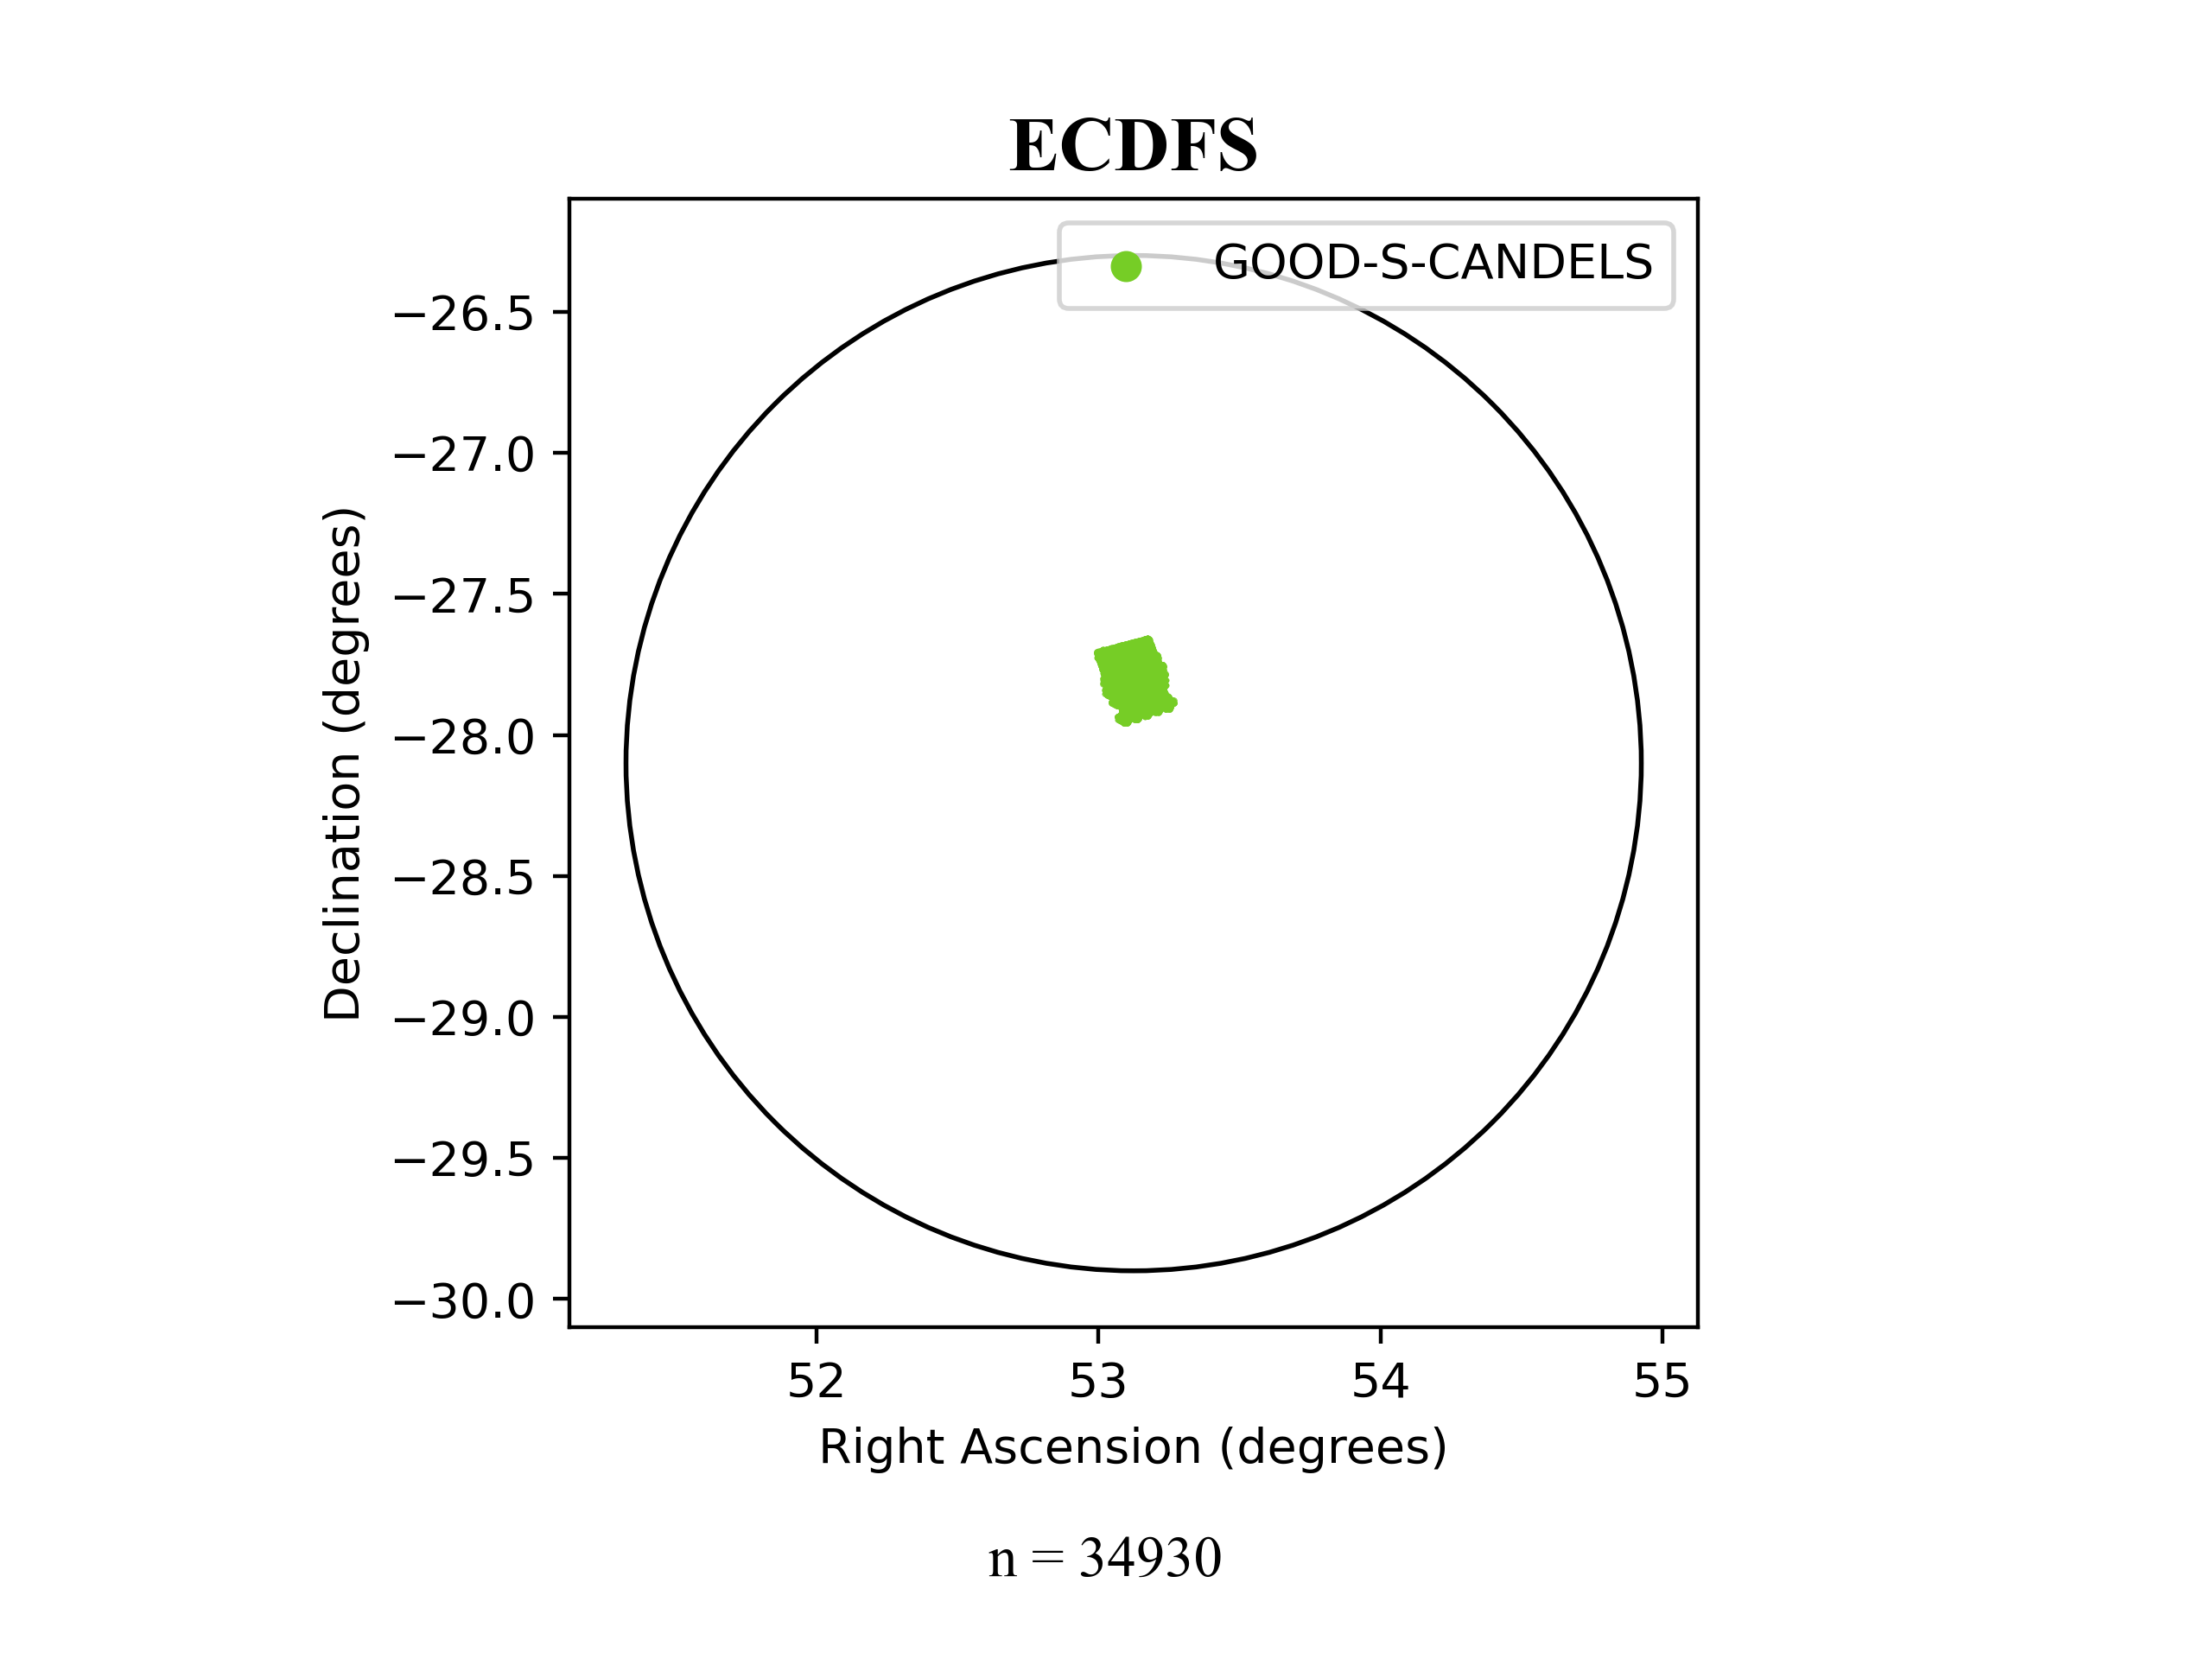 ECDFS
GOOD-S-CANDELS
−26.5
−27.0
−27.5
−28.0
−28.5
−29.0
−29.5
−30.0
Declination (degrees)
52 53 54 55
Right Ascension (degrees)
n = 34930